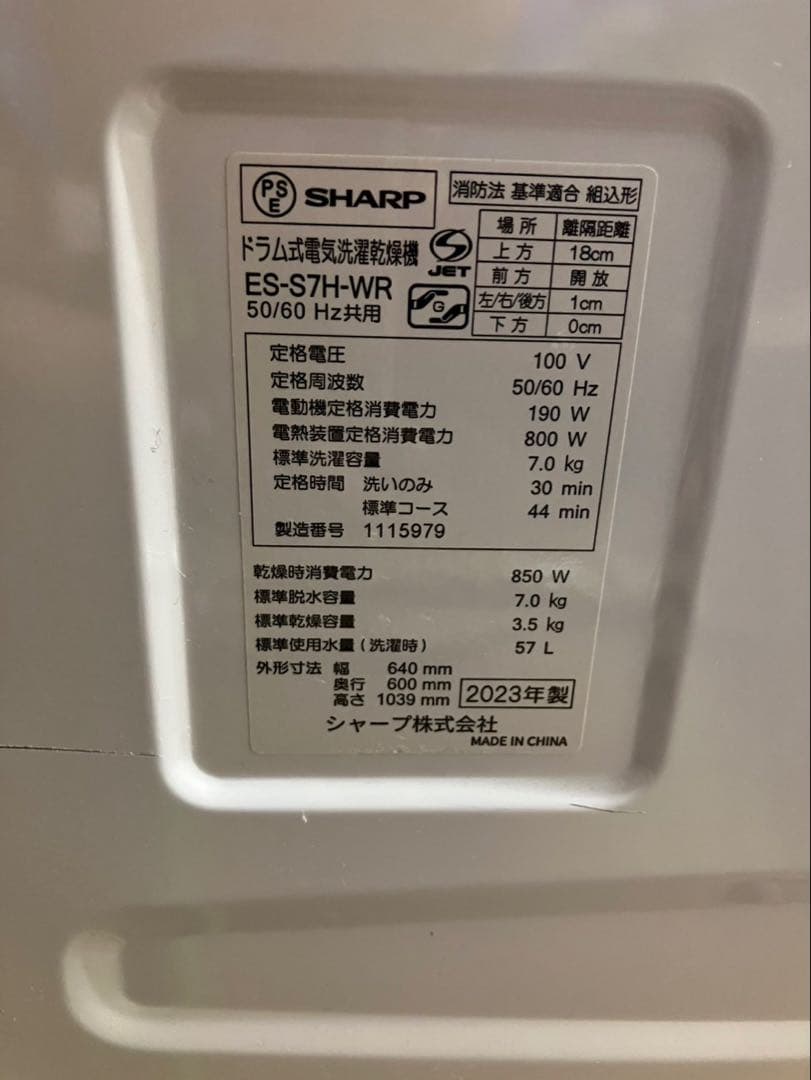 PSE SHARP
消防法 基準適合 組込形
場所 離隔距離
上方 18cm
前方 開放
左/右/後方 1cm
下方 0cm
ドラム式電気洗濯乾燥機
S JET
ES-S7H-WR
G
50/60 Hz共用
定格電圧 100 V
定格周波数 50/60 Hz
電動機定格消費電力 190 W
電熱装置定格消費電力 800 W
標準洗濯容量 7.0 kg
定格時間 洗いのみ 30 min
標準コース 44 min
製造番号 1115979
乾燥時消費電力 850 W
標準脱水容量 7.0 kg
標準乾燥容量 3.5 kg
標準使用水量(洗濯時) 57 L
外形寸法 幅 640 mm
奥行 600 mm
高さ 1039 mm
2023年製
シャープ株式会社
MADE IN CHINA